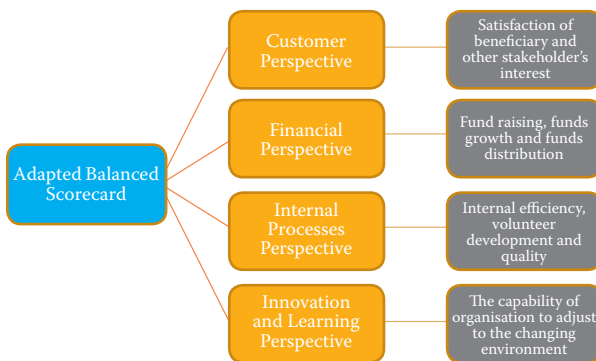 Customer
Perspective
Satisfaction of
beneficiary and
other stakeholder's
interest
Financial
Perspective
Fund raising, funds
growth and funds
distribution
Adapted Balanced
Scorecard
Internal
Processes
Perspective
Internal efficiency,
volunteer
development and
quality
Innovation
and Learning
Perspective
The capability of
organisation to adjust
to the changing
environment